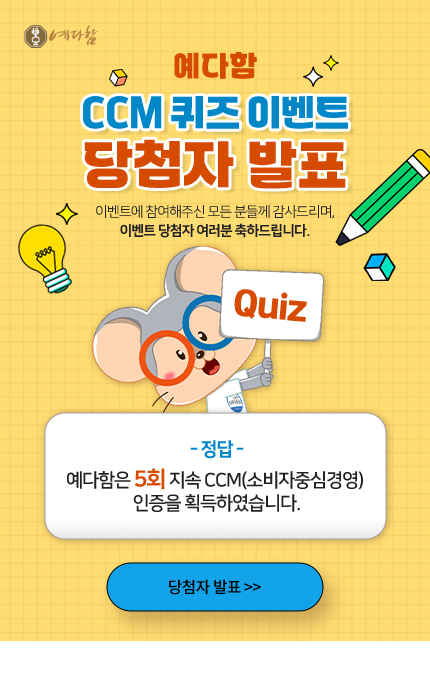 예다함
예다함
CCM 퀴즈 이벤트
당첨자 발표
이벤트에 참여해주신 모든 분들께 감사드리며,
이벤트 당첨자 여러분 축하드립니다.
Quiz
- 정답 -
예다함은 5회 지속 CCM(소비자중심경영)
인증을 획득하였습니다.
당첨자 발표 >>